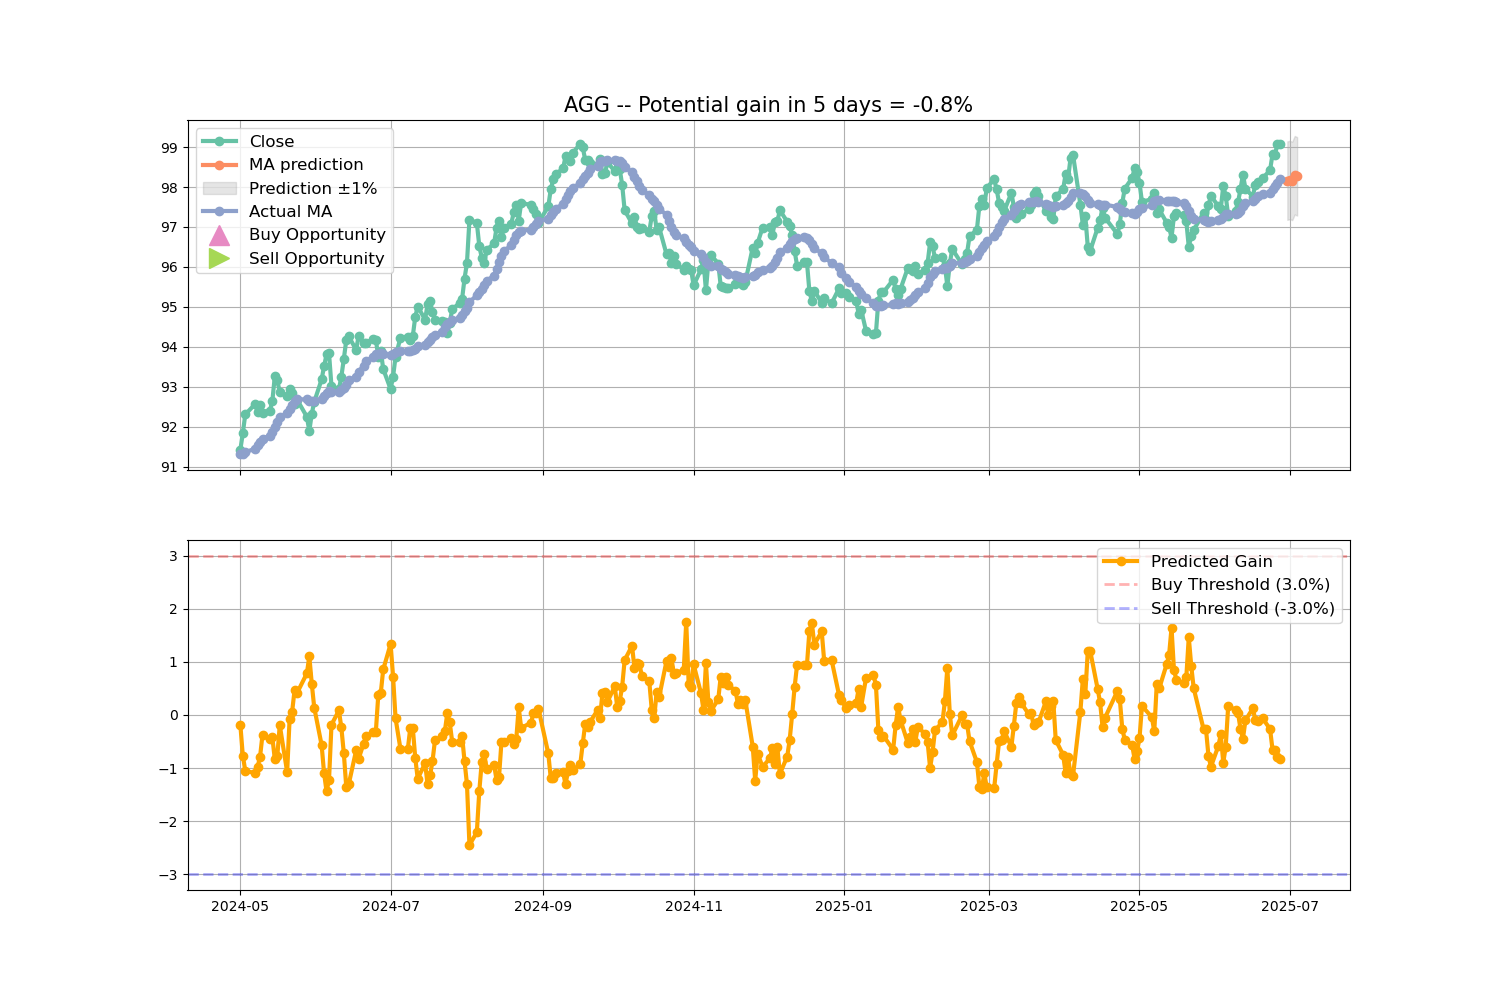 AGG -- Potential gain in 5 days = -0.8%
99
98
97
96
95
94
93
92
91
Close
MA prediction
Prediction ±1%
Actual MA
Buy Opportunity
Sell Opportunity
3
2
1
0
−1
−2
−3
Predicted Gain
Buy Threshold (3.0%)
Sell Threshold (-3.0%)
2024-05
2024-07
2024-09
2024-11
2025-01
2025-03
2025-05
2025-07